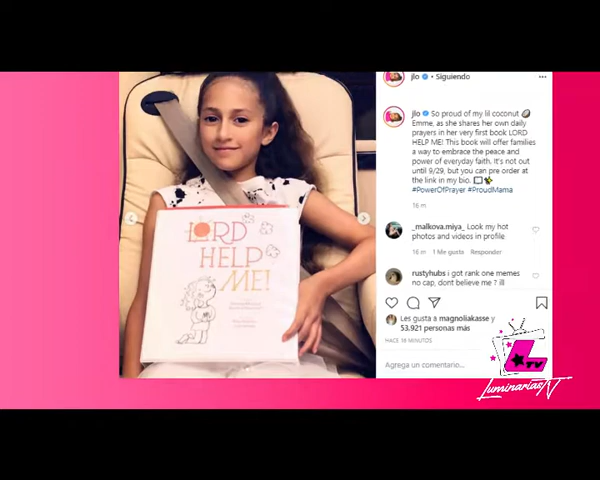 jlo • Siguiendo
jlo So proud of my lil coconut 🥥
Emme, as she shares her own daily
prayers in her very first book LORD
HELP ME! This book will offer families
a way to embrace the peace and
power of everyday faith. It's not out
until 9/29, but you can pre order at
the link in my bio.
#PowerOfPrayer #ProudMama
16 m
_malkova.miya_ Look my hot
photos and videos in profile
16 m 1 Me gusta Responder
rustyhubs i got rank one memes
no cap, dont believe me ? ill
Les gusta a magnoliakasse y
53.921 personas más
HACE 18 MINUTOS
Agrega un comentario...
LORD
HELP
ME!
L TV
LuminariasTV